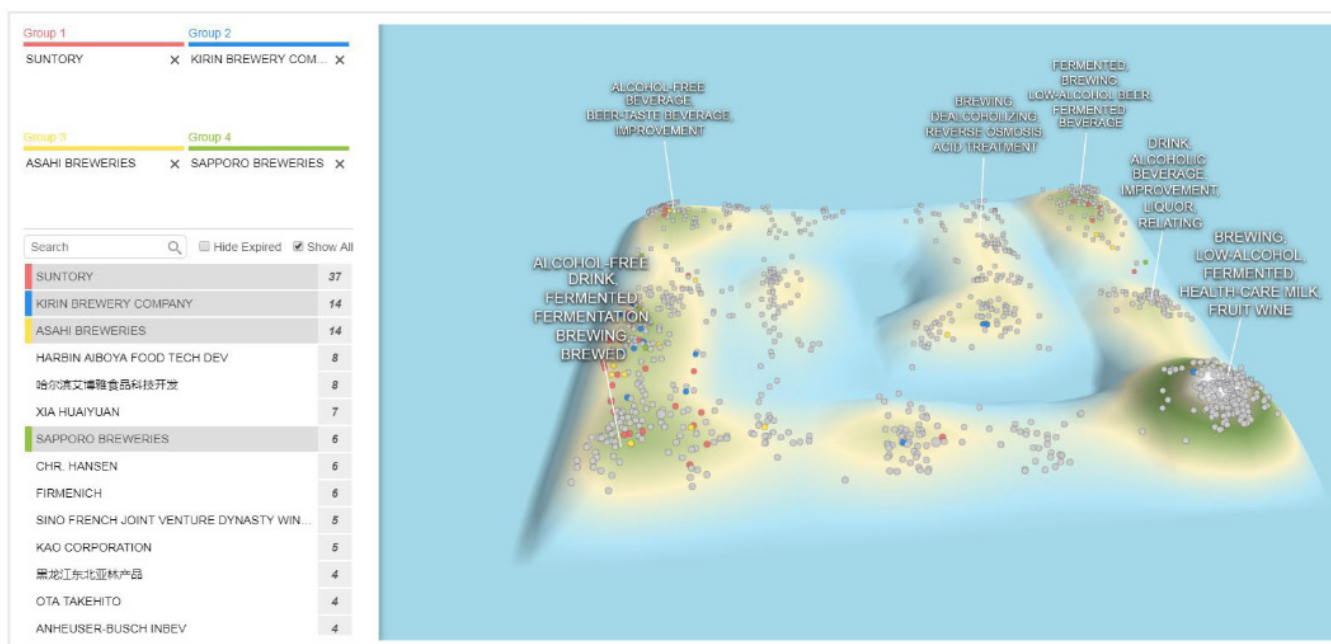 Group 1
Group 2
SUNTORY ✕
KIRIN BREWERY COM... ✕
Group 3
Group 4
ASAHI BREWERIES ✕
SAPPORO BREWERIES ✕
Search
Hide Expired
Show All
SUNTORY 37
KIRIN BREWERY COMPANY 14
ASAHI BREWERIES 14
HARBIN AIBOYA FOOD TECH DEV 8
哈尔滨艾博雅食品科技开发 8
XIA HUAIYUAN 7
SAPPORO BREWERIES 6
CHR. HANSEN 6
FIRMENICH 6
SINO FRENCH JOINT VENTURE DYNASTY WIN... 5
KAO CORPORATION 5
黑龙江东北亚林产品 4
OTA TAKEHITO 4
ANHEUSER-BUSCH INBEV 4
ALCOHOL-FREE
BEVERAGE,
BEER-TASTE BEVERAGE,
IMPROVEMENT
BREWING,
DEALCOHOLIZING,
REVERSE OSMOSIS,
ACID TREATMENT
FERMENTED,
BREWING,
LOW-ALCOHOL BEER,
FERMENTED
BEVERAGE
DRINK,
ALCOHOLIC
BEVERAGE,
IMPROVEMENT,
LIQUOR,
RELATING
ALCOHOL-FREE
DRINK,
FERMENTED,
FERMENTATION
BREWING,
BREWED
BREWING,
LOW-ALCOHOL,
FERMENTED,
HEALTH-CARE MILK,
FRUIT WINE